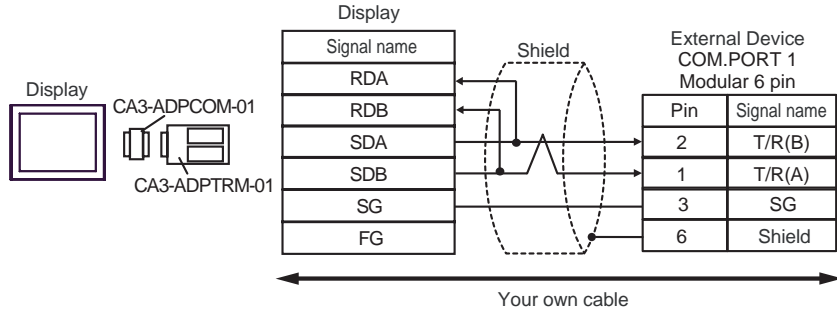 Display
CA3-ADPCOM-01
CA3-ADPTRM-01
Display
Signal name
RDA
RDB
SDA
SDB
SG
FG
Shield
External Device
COM.PORT 1
Modular 6 pin
Pin Signal name
2 T/R(B)
1 T/R(A)
3 SG
6 Shield
Your own cable